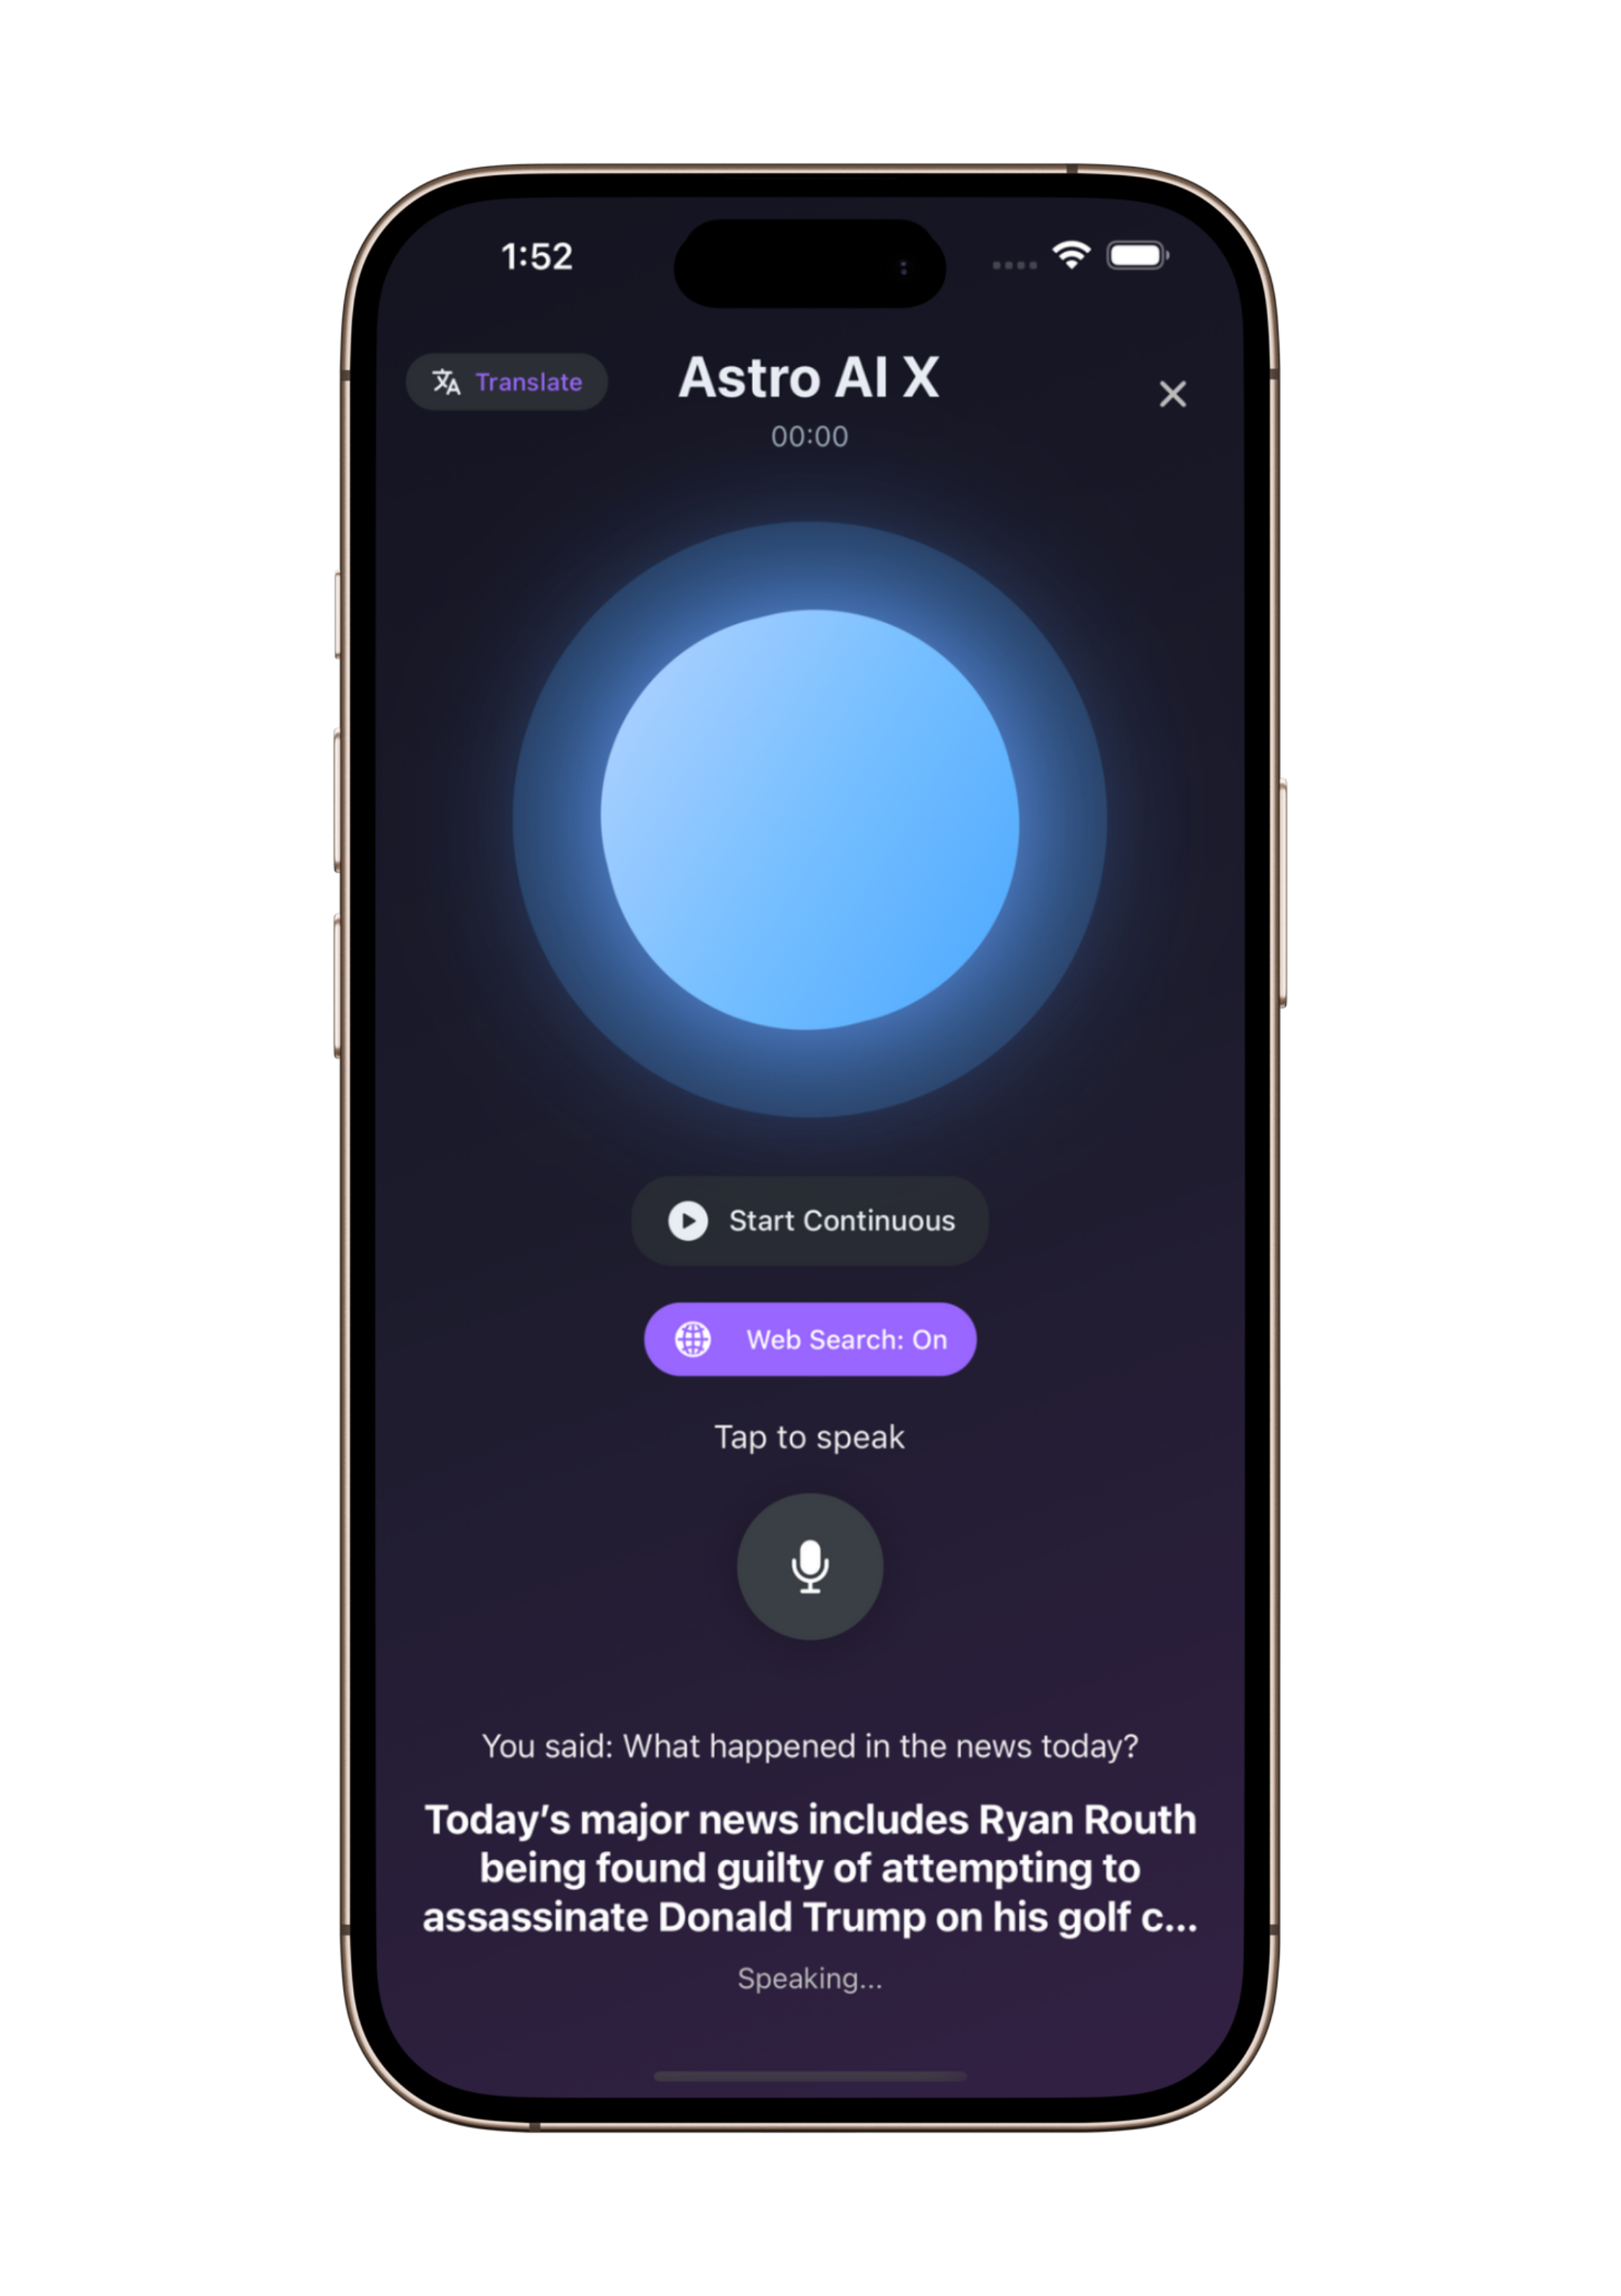 1:52
Translate
Astro AI X
00:00
Start Continuous
Web Search: On
Tap to speak
You said: What happened in the news today?
Today’s major news includes Ryan Routh
being found guilty of attempting to
assassinate Donald Trump on his golf c...
Speaking...